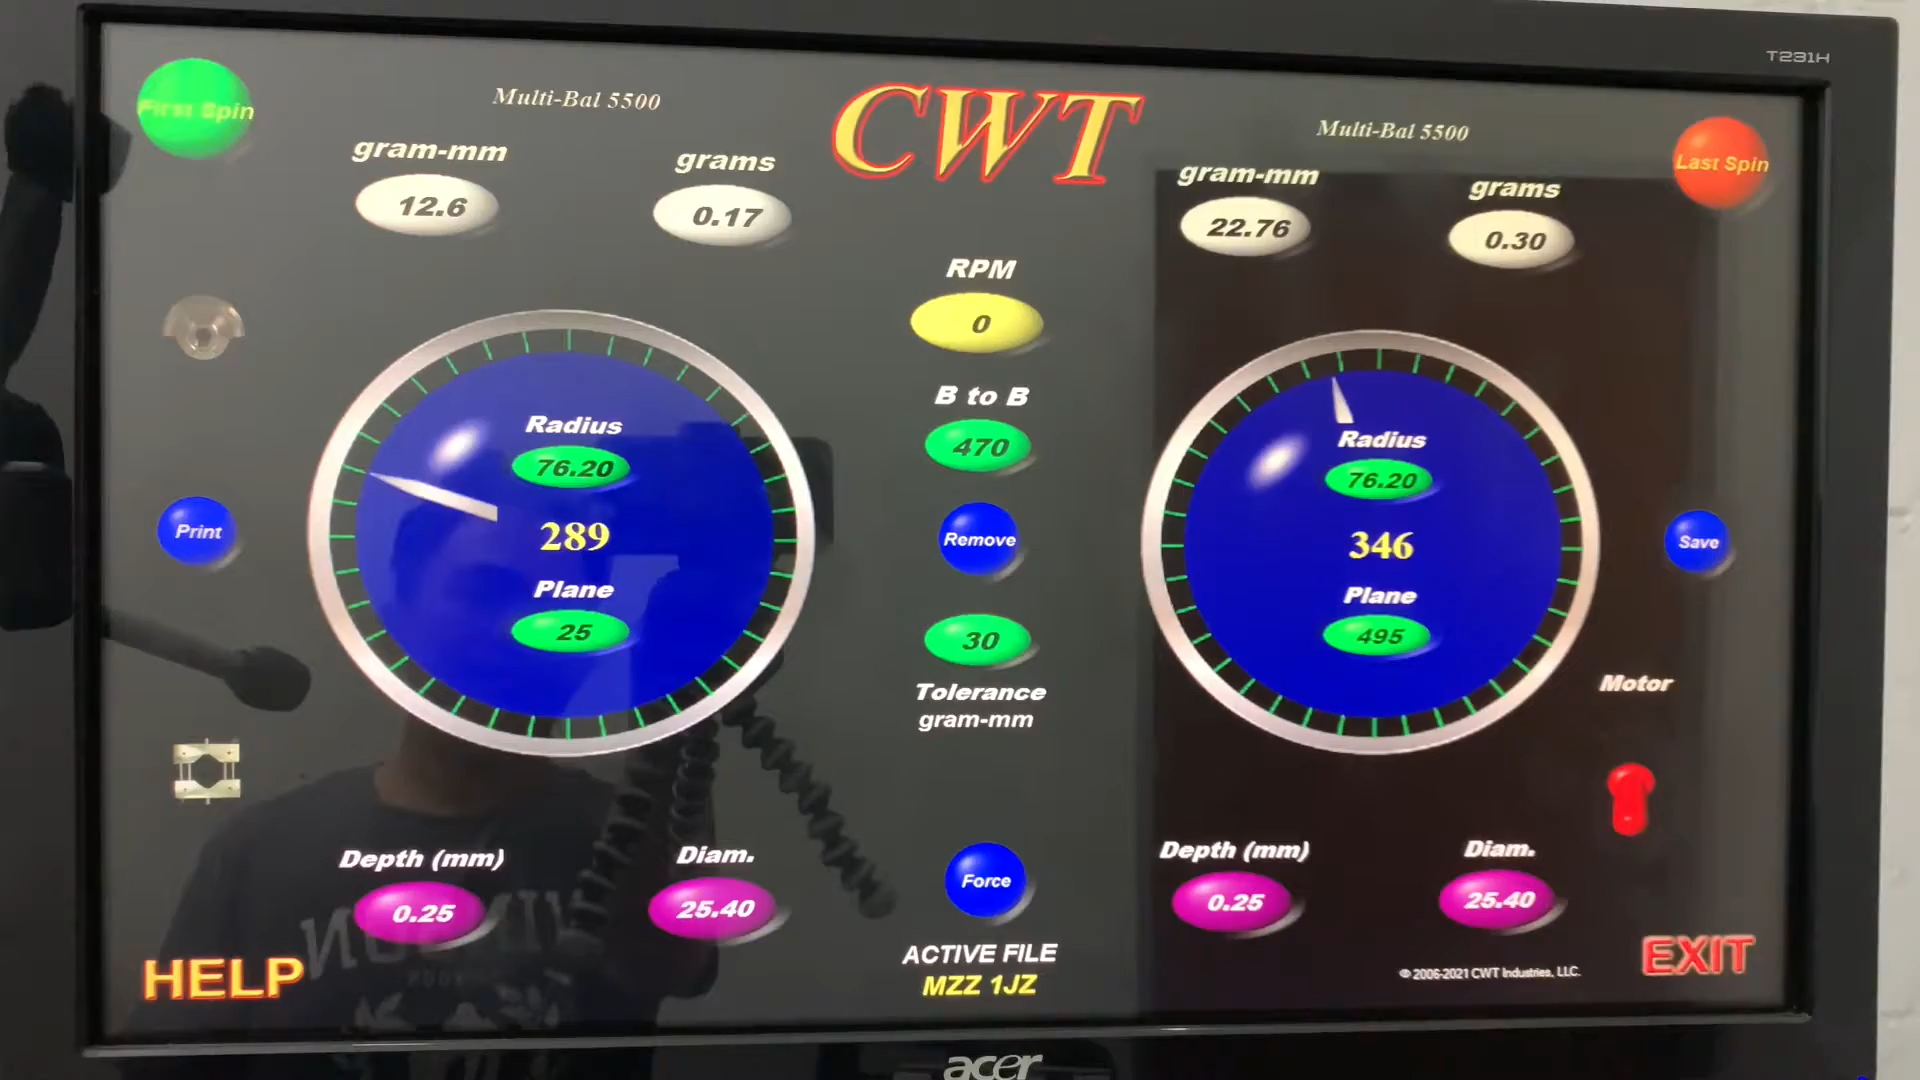 T231H
First Spin
Multi-Bal 5500
CWT
Multi-Bal 5500
Last Spin
gram-mm
grams
gram-mm
grams
12.6
0.17
22.76
0.30
RPM
0
B to B
470
Radius
76.20
289
Plane
25
Radius
76.20
346
Plane
495
Print
Remove
Save
30
Tolerance
gram-mm
Motor
Depth (mm)
Diam.
0.25
25.40
Force
Depth (mm)
Diam.
0.25
25.40
HELP
ACTIVE FILE
MZZ 1JZ
© 2006-2021 CWT Industries, LLC.
EXIT
acer